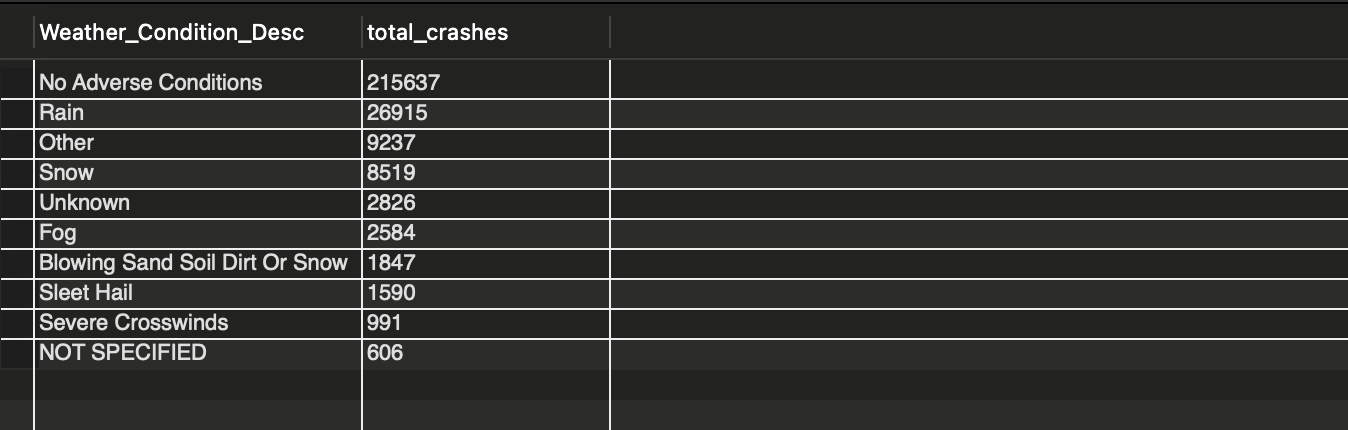 Weather_Condition_Desc total_crashes
No Adverse Conditions 215637
Rain 26915
Other 9237
Snow 8519
Unknown 2826
Fog 2584
Blowing Sand Soil Dirt Or Snow 1847
Sleet Hail 1590
Severe Crosswinds 991
NOT SPECIFIED 606